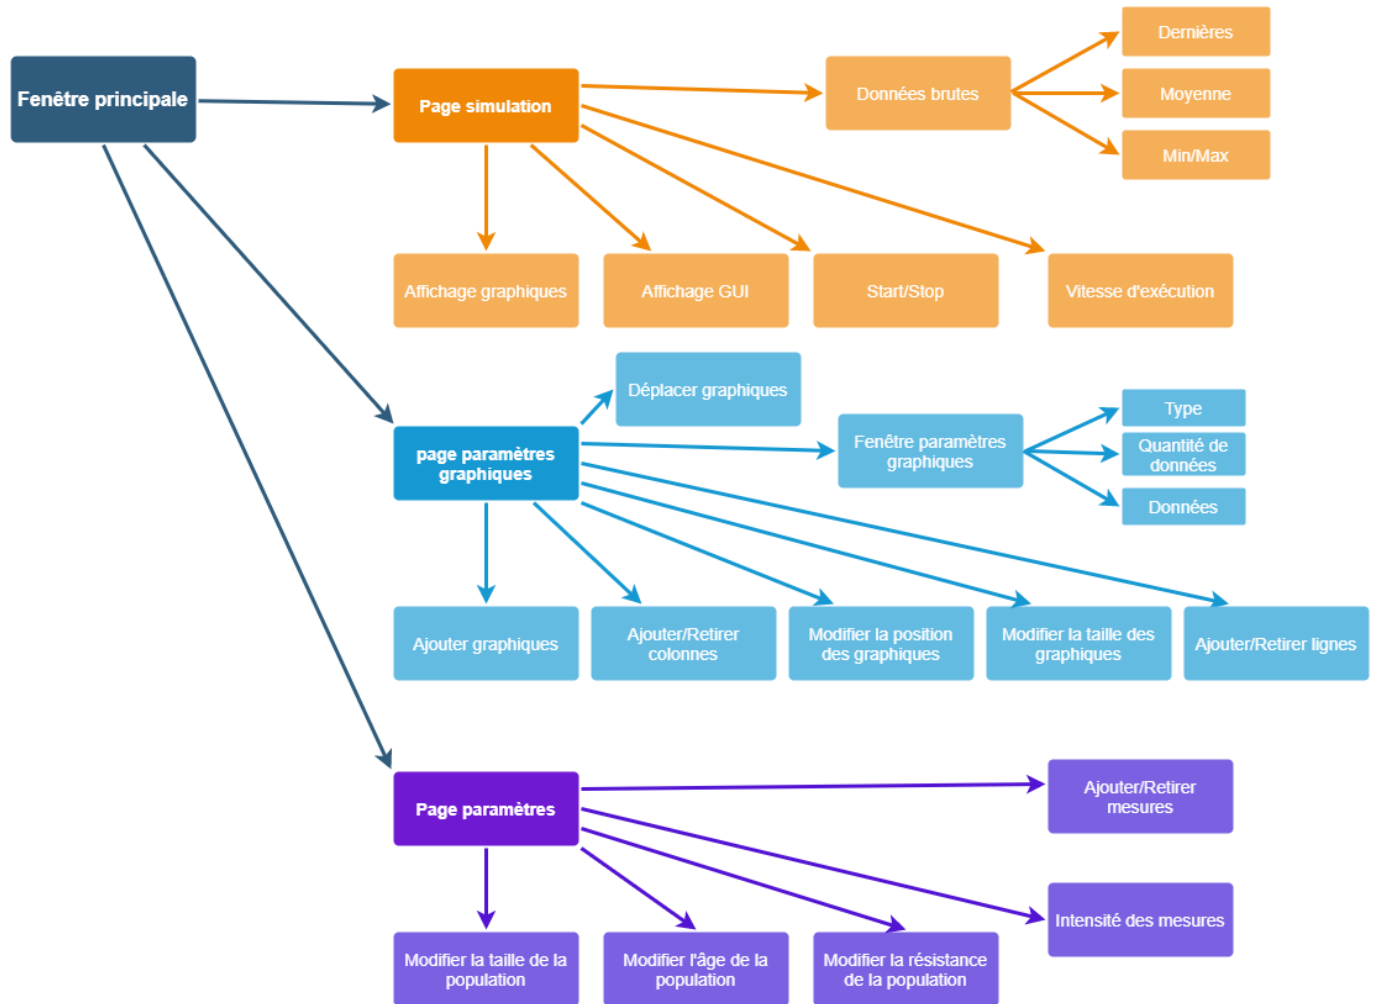 Fenêtre principale
Page simulation
Données brutes
Dernières
Moyenne
Min/Max
Affichage graphiques
Affichage GUI
Start/Stop
Vitesse d'exécution
Déplacer graphiques
page paramètres
graphiques
Fenêtre paramètres
graphiques
Type
Quantité de
données
Données
Ajouter graphiques
Ajouter/Retirer
colonnes
Modifier la position
des graphiques
Modifier la taille des
graphiques
Ajouter/Retirer lignes
Page paramètres
Ajouter/Retirer
mesures
Intensité des mesures
Modifier la taille de la
population
Modifier l'âge de la
population
Modifier la résistance
de la population